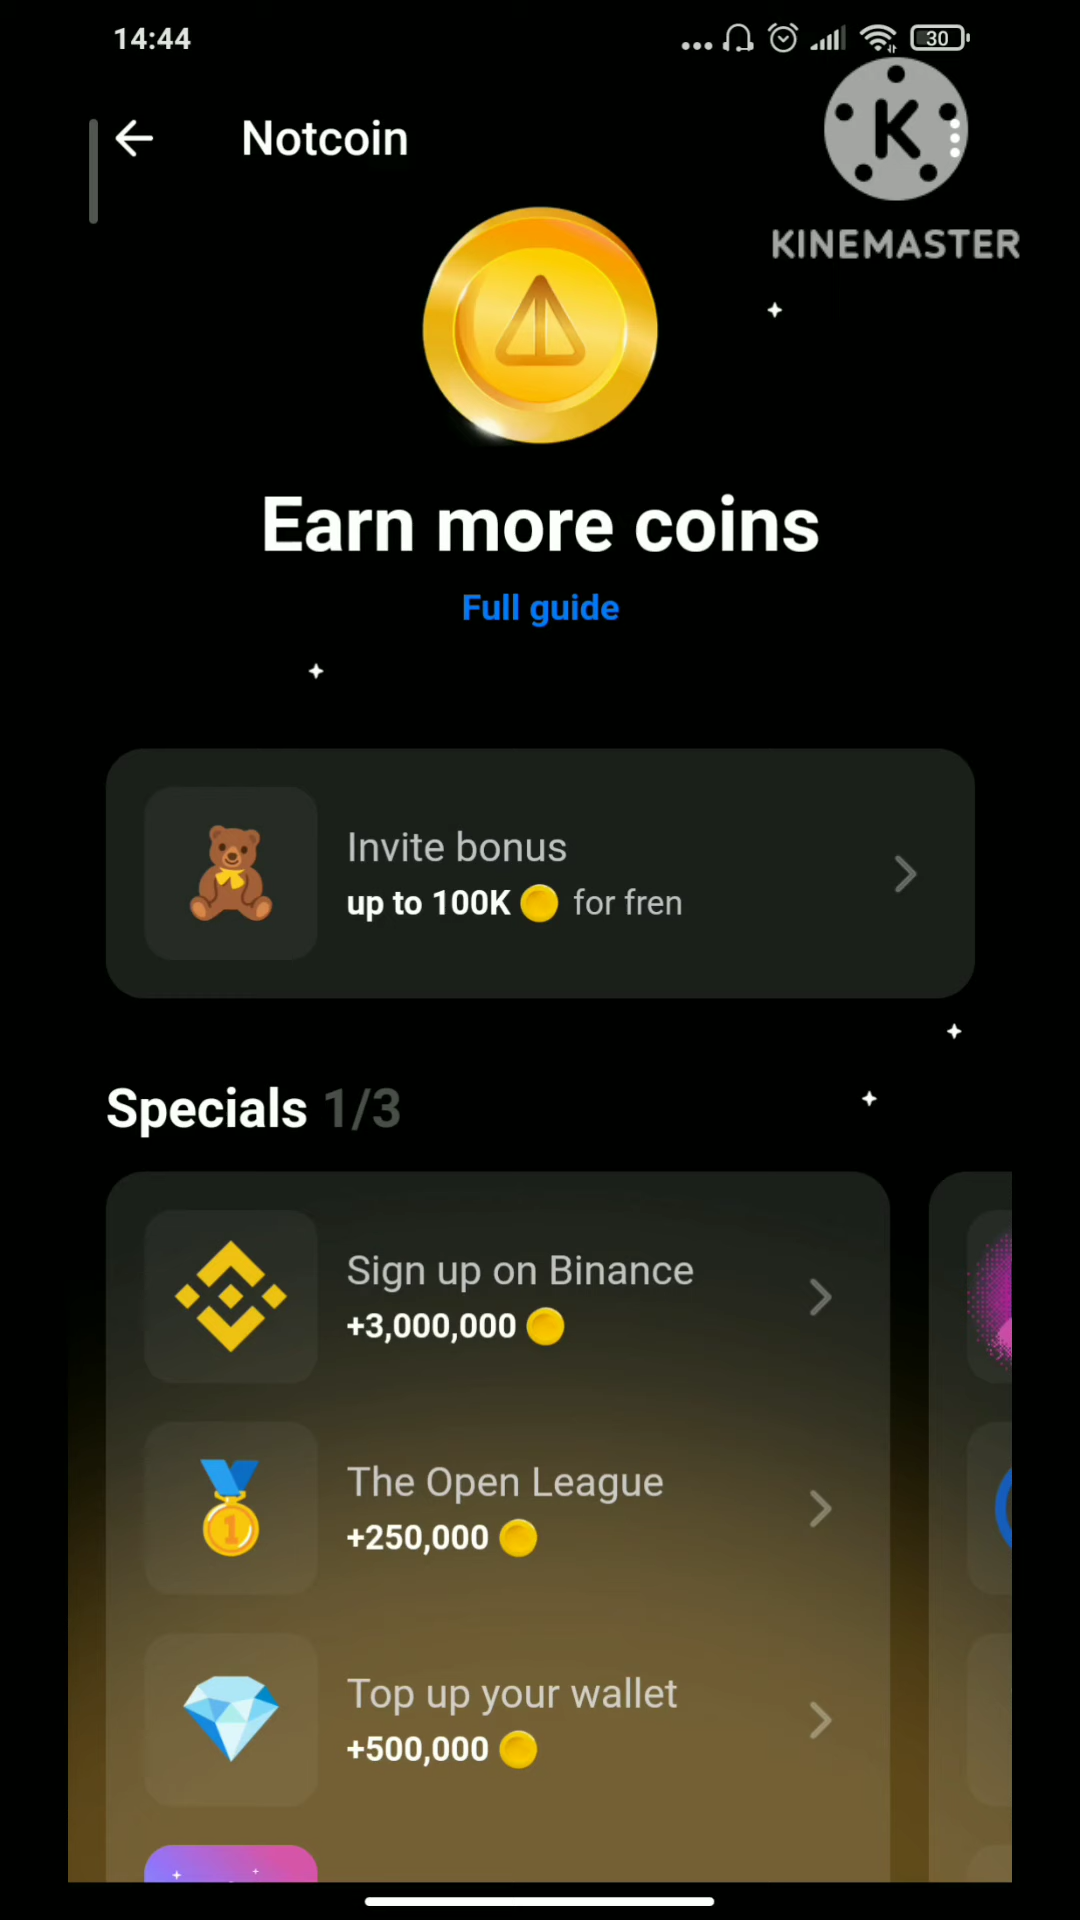 14:44
30
Notcoin
K
KINEMASTER
Earn more coins
Full guide
Invite bonus
up to 100K for fren
Specials 1/3
Sign up on Binance
+3,000,000
The Open League
1
+250,000
Top up your wallet
+500,000